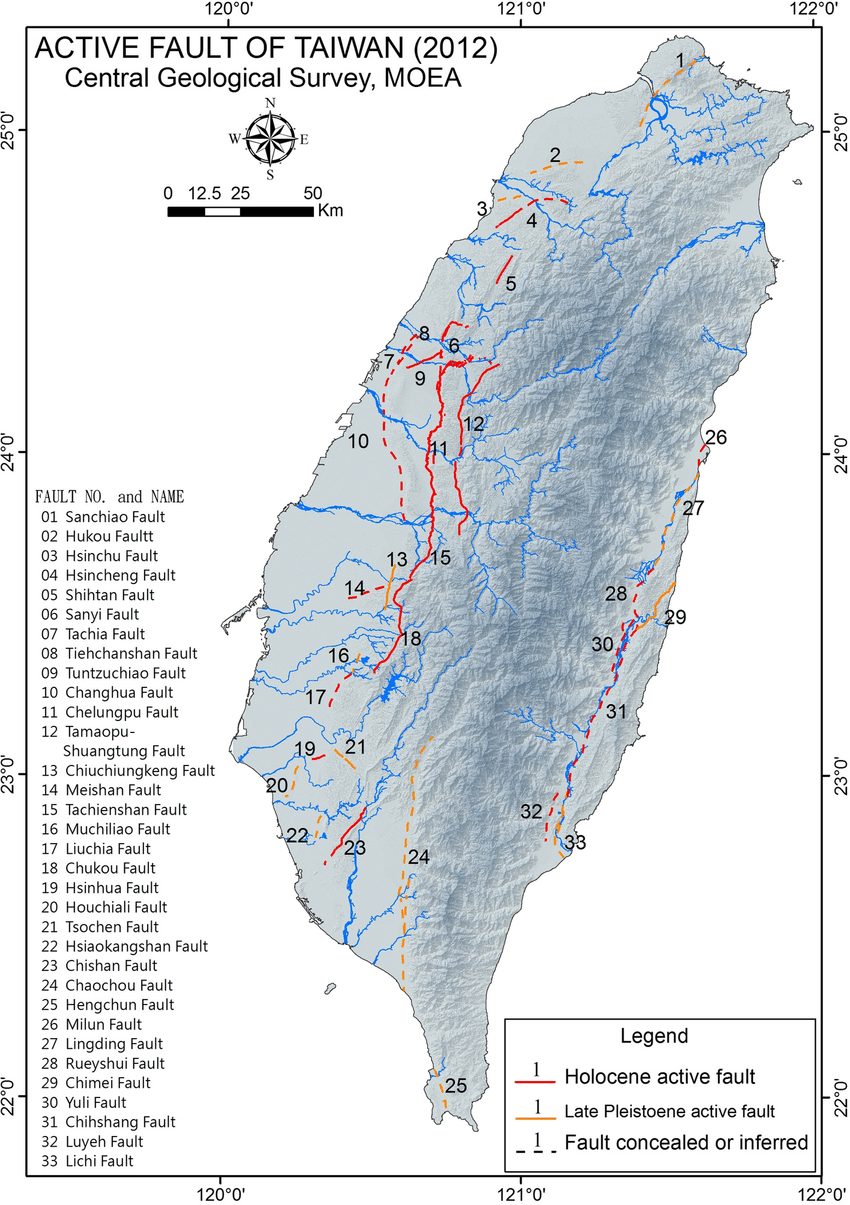 120°0'
121°0'
122°0'
ACTIVE FAULT OF TAIWAN (2012)
Central Geological Survey, MOEA
N
W
E
S
0 12.5 25 50
Km
25°0'
25°0'
24°0'
24°0'
23°0'
23°0'
22°0'
22°0'
1
2
3
4
5
8
6
7
9
12
10
11
26
27
13
15
14
28
29
18
30
16
17
31
19
21
20
32
22
23
33
24
25
FAULT NO. and NAME
01 Sanchiao Fault
02 Hukou Faultt
03 Hsinchu Fault
04 Hsincheng Fault
05 Shihtan Fault
06 Sanyi Fault
07 Tachia Fault
08 Tiehchanshan Fault
09 Tuntzuchiao Fault
10 Changhua Fault
11 Chelungpu Fault
12 Tamaopu-
Shuangtung Fault
13 Chiuchiungkeng Fault
14 Meishan Fault
15 Tachienshan Fault
16 Muchiliao Fault
17 Liuchia Fault
18 Chukou Fault
19 Hsinhua Fault
20 Houchiali Fault
21 Tsochen Fault
22 Hsiaokangshan Fault
23 Chishan Fault
24 Chaochou Fault
25 Hengchun Fault
26 Milun Fault
27 Lingding Fault
28 Rueyshui Fault
29 Chimei Fault
30 Yuli Fault
31 Chihshang Fault
32 Luyeh Fault
33 Lichi Fault
Legend
1 Holocene active fault
1 Late Pleistoene active fault
1 Fault concealed or inferred
120°0'
121°0'
122°0'